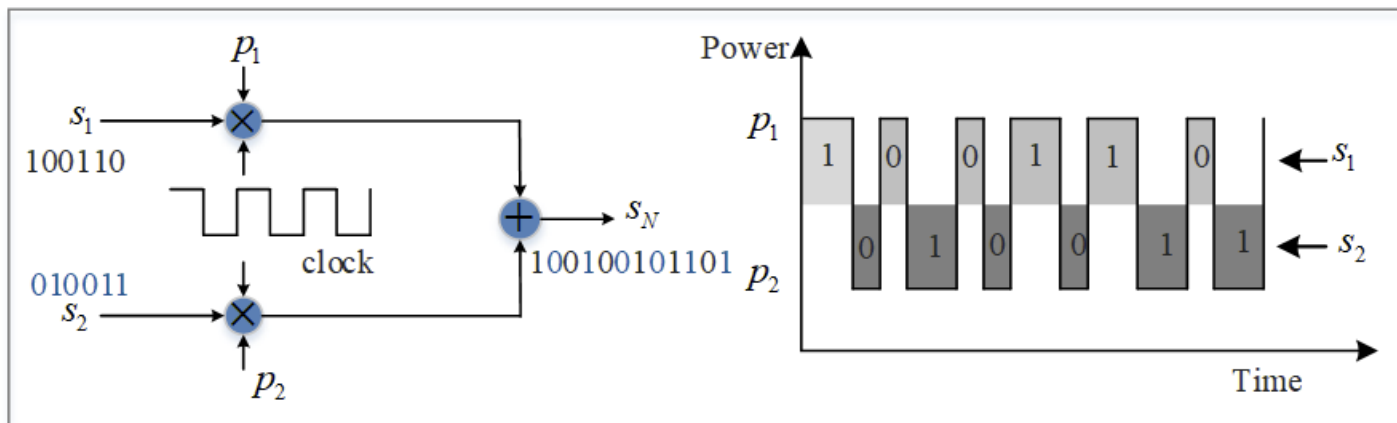 p₁
s₁
100110
clock
s_N
100100101101
010011
s₂
p₂
Power
p₁
1 0 0 1 1 0
s₁
0 1 0 0 1 1
s₂
p₂
Time